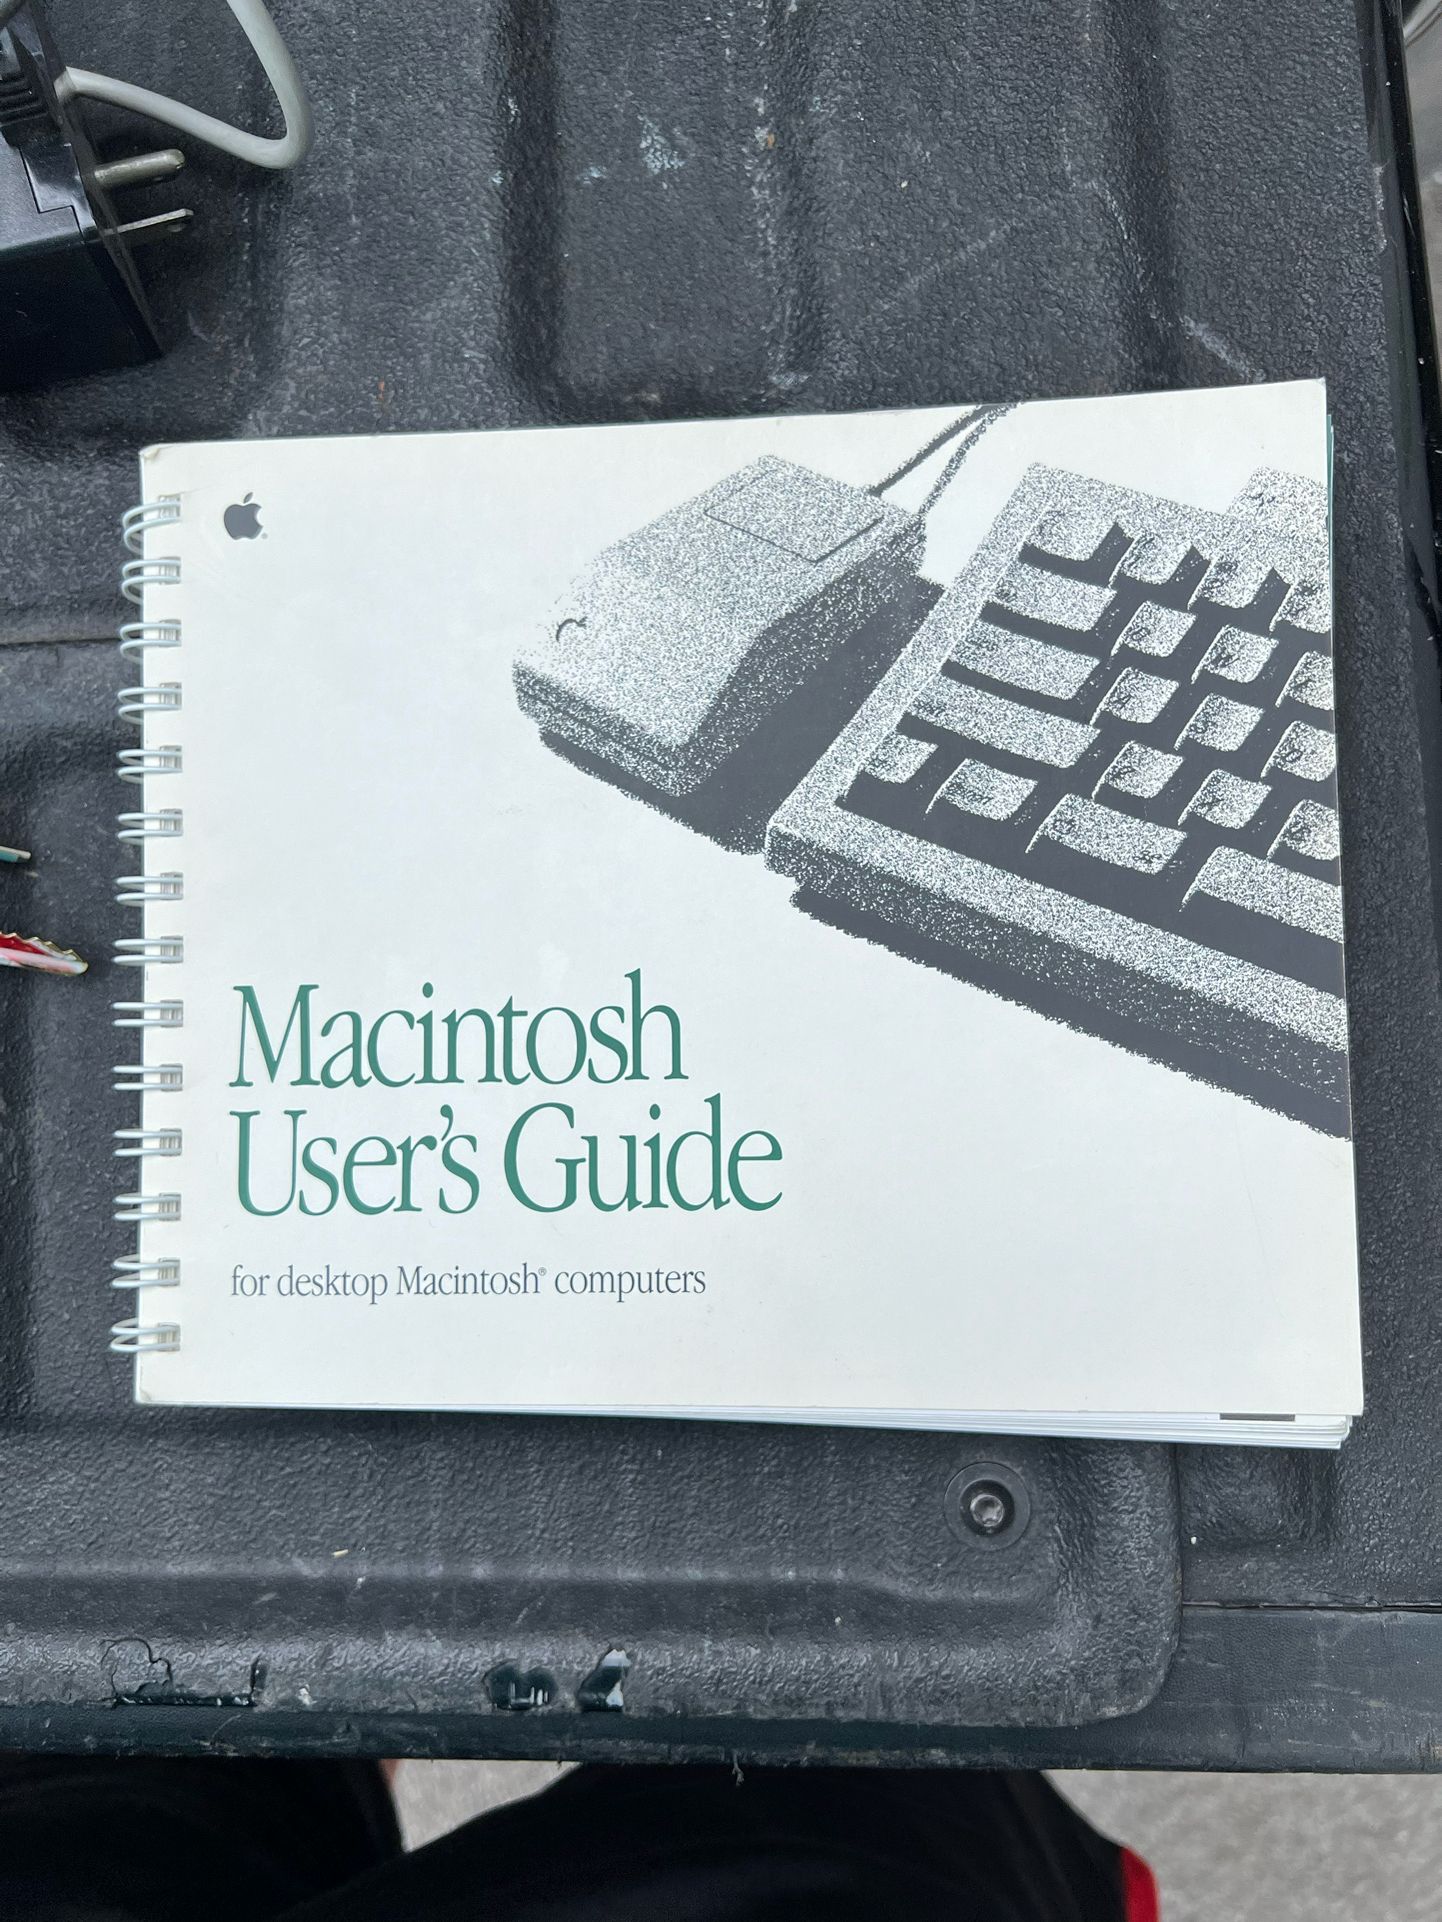 Macintosh
User's Guide
for desktop Macintosh® computers